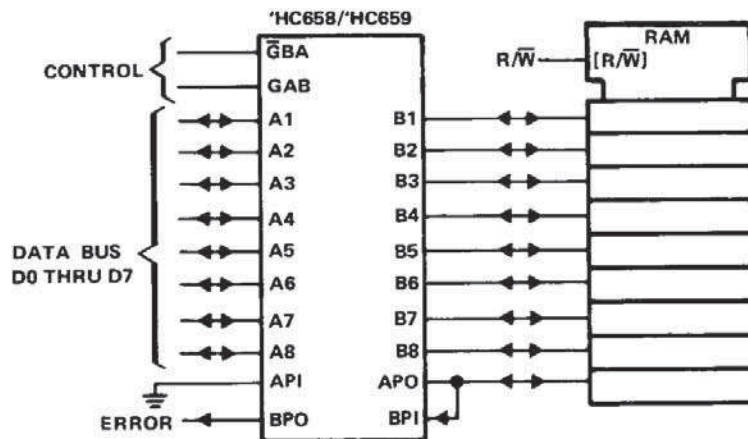 'HC658/'HC659
CONTROL
G̅BA
GAB
DATA BUS
D0 THRU D7
A1
A2
A3
A4
A5
A6
A7
A8
API
ERROR
BPO
B1
B2
B3
B4
B5
B6
B7
B8
APO
BPI
RAM
R/W̅
[R/W̅]